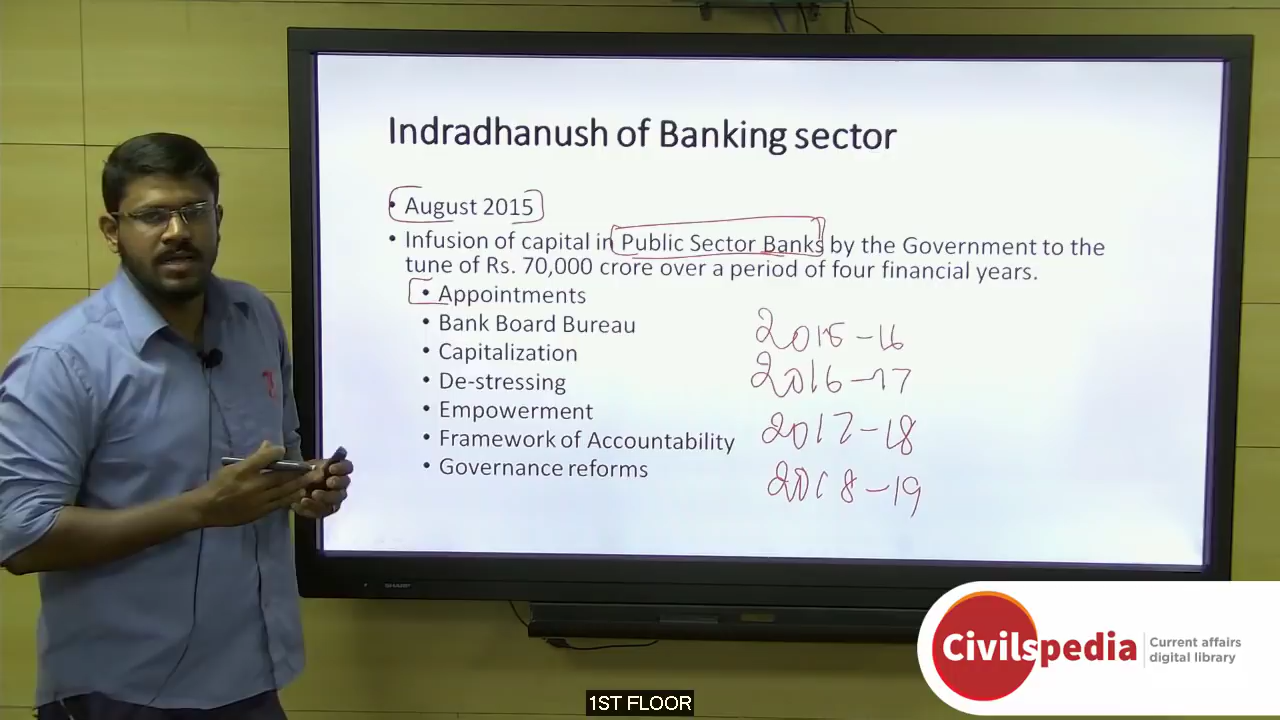 Indradhanush of Banking sector
• August 2015
• Infusion of capital in Public Sector Banks by the Government to the
tune of Rs. 70,000 crore over a period of four financial years.
• Appointments
• Bank Board Bureau
• Capitalization
• De-stressing
• Empowerment
• Framework of Accountability
• Governance reforms
2015-16
2016-17
2017-18
2018-19
SHARP
Civilspedia
Current affairs
digital library
1ST FLOOR